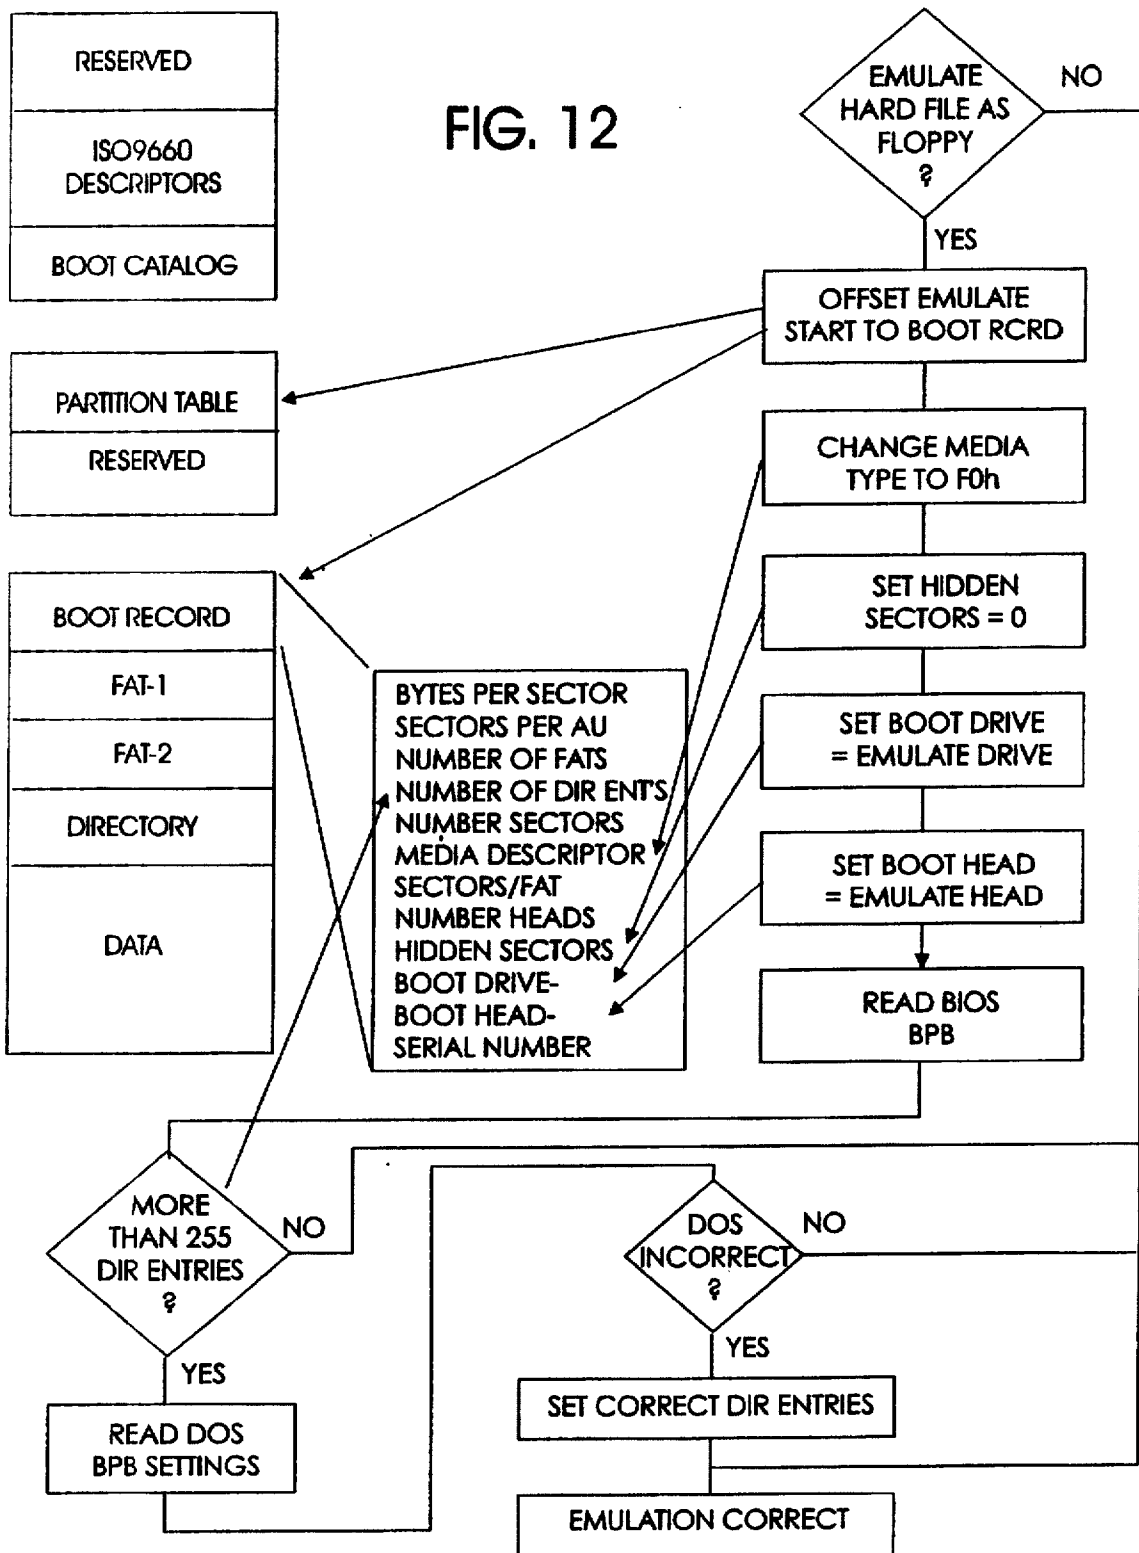 RESERVED
ISO9660
DESCRIPTORS
BOOT CATALOG
PARTITION TABLE
RESERVED
BOOT RECORD
FAT-1
FAT-2
DIRECTORY
DATA
FIG. 12
BYTES PER SECTOR
SECTORS PER AU
NUMBER OF FATS
NUMBER OF DIR ENT'S
NUMBER SECTORS
MEDIA DESCRIPTOR
SECTORS/FAT
NUMBER HEADS
HIDDEN SECTORS
BOOT DRIVE-
BOOT HEAD-
SERIAL NUMBER
EMULATE
HARD FILE AS
FLOPPY
?
NO
YES
OFFSET EMULATE
START TO BOOT RCRD
CHANGE MEDIA
TYPE TO F0h
SET HIDDEN
SECTORS = 0
SET BOOT DRIVE
= EMULATE DRIVE
SET BOOT HEAD
= EMULATE HEAD
READ BIOS
BPB
MORE
THAN 255
DIR ENTRIES
?
NO
YES
READ DOS
BPB SETTINGS
DOS
INCORRECT
?
NO
YES
SET CORRECT DIR ENTRIES
EMULATION CORRECT